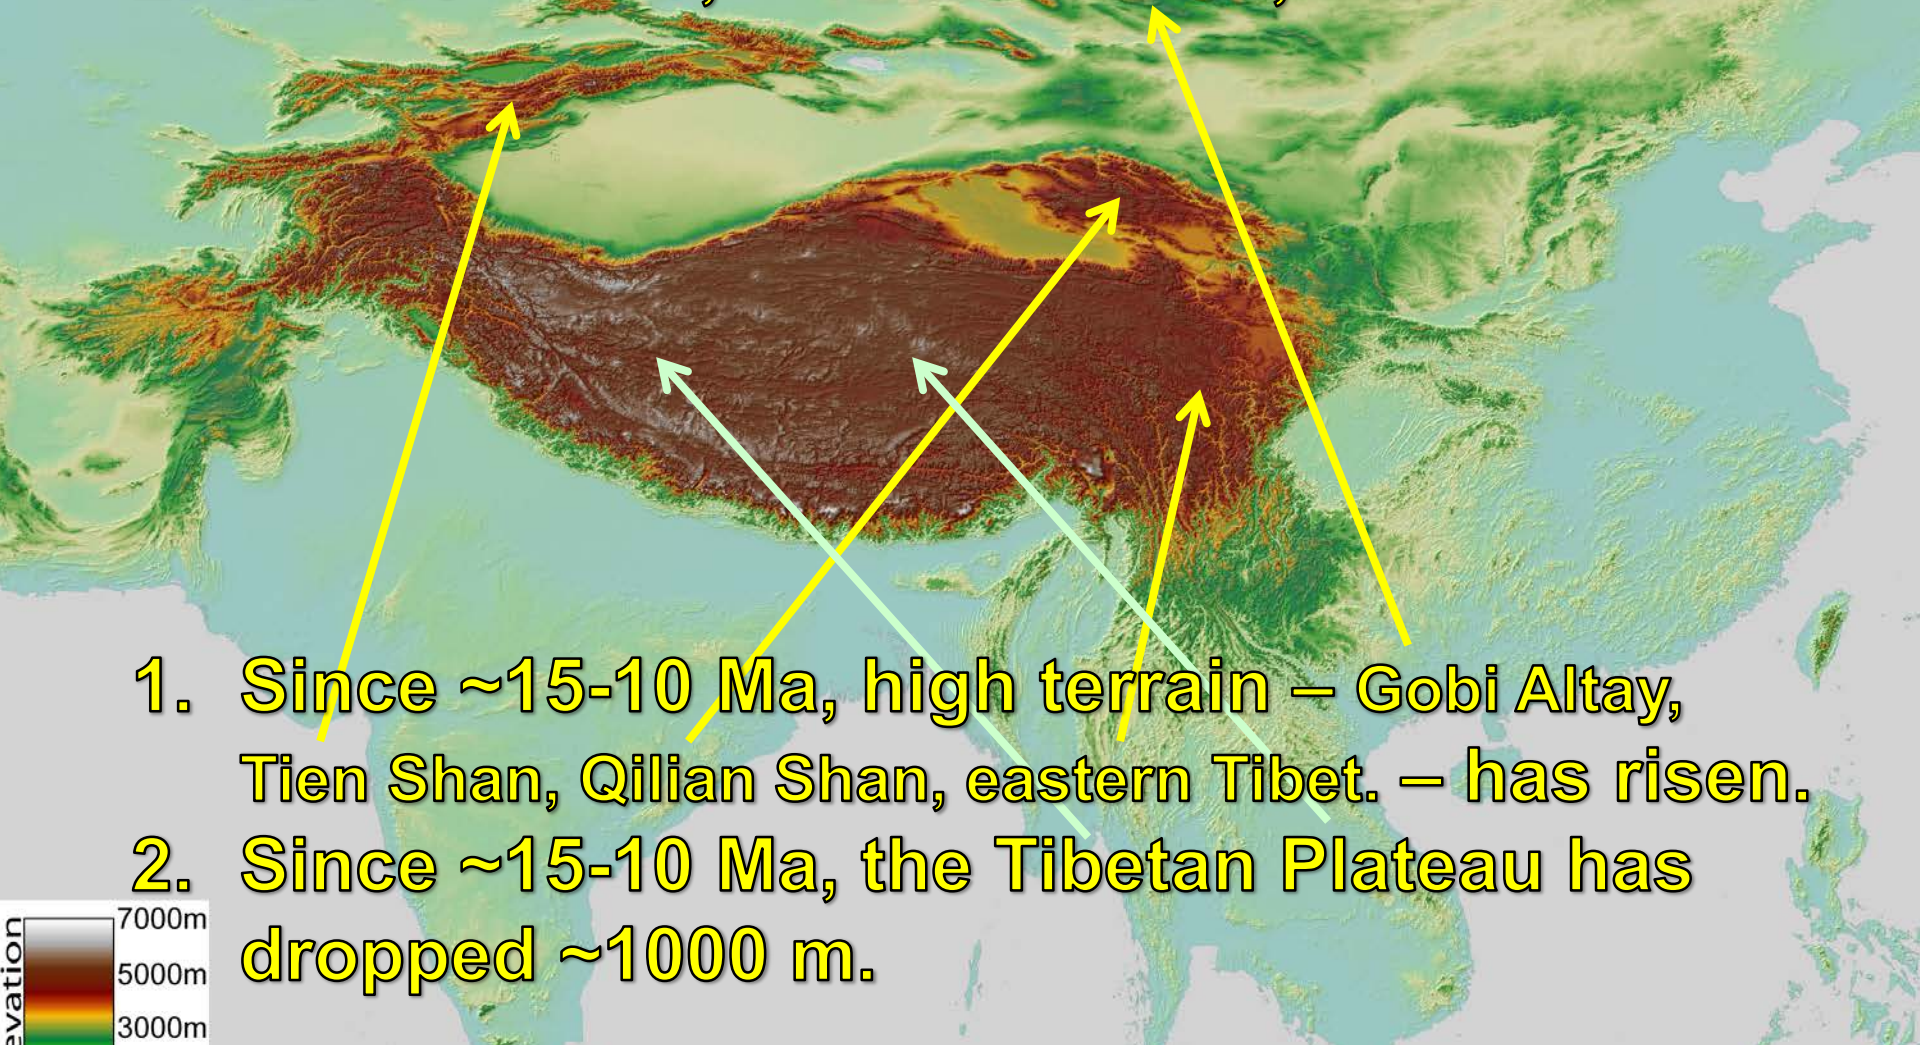 1. Since ~15-10 Ma, high terrain – Gobi Altay,
Tien Shan, Qilian Shan, eastern Tibet. – has risen.
2. Since ~15-10 Ma, the Tibetan Plateau has
dropped ~1000 m.
7000m
5000m
3000m